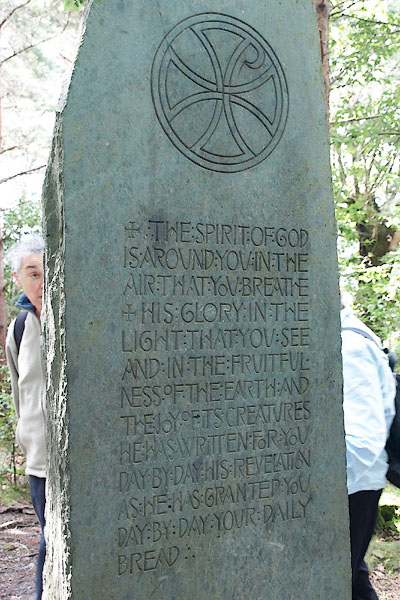 + · THE · SPIRIT · OF · GOD
IS · AROUND · YOU · IN · THE
AIR · THAT · YOU · BREATHE
+ HIS · GLORY · IN · THE
LIGHT · THAT · YOU · SEE
AND · IN · THE · FRUITFUL-
NESS · OF · THE · EARTH · AND
THE · JOY · OF · ITS · CREATURES
HE · HAS · WRITTEN · FOR · YOU
DAY · BY · DAY · HIS · REVELATION
AS · HE · HAS · GRANTED · YOU
DAY · BY · DAY · YOUR · DAILY
BREAD ∴